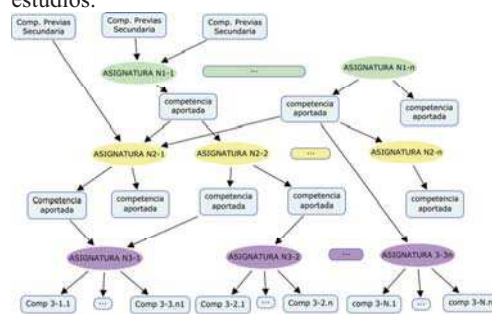 estudios.
Comp. Previas
Secundaria
Comp. Previas
Secundaria
Comp. Previas
Secundaria
ASIGNATURA N1-1
...
ASIGNATURA N1-n
competencia
aportada
competencia
aportada
competencia
aportada
ASIGNATURA N2-1
ASIGNATURA N2-2
...
ASIGNATURA N2-n
Competencia
aportada
competencia
aportada
competencia
aportada
competencia
aportada
competencia
aportada
ASIGNATURA N3-1
ASIGNATURA N3-2
...
ASIGNATURA 3-3n
Comp 3-1.1
...
Comp 3-3.n1
Comp 3-2.1
...
Comp 3-2.n
comp 3-N.1
...
comp 3-N.n